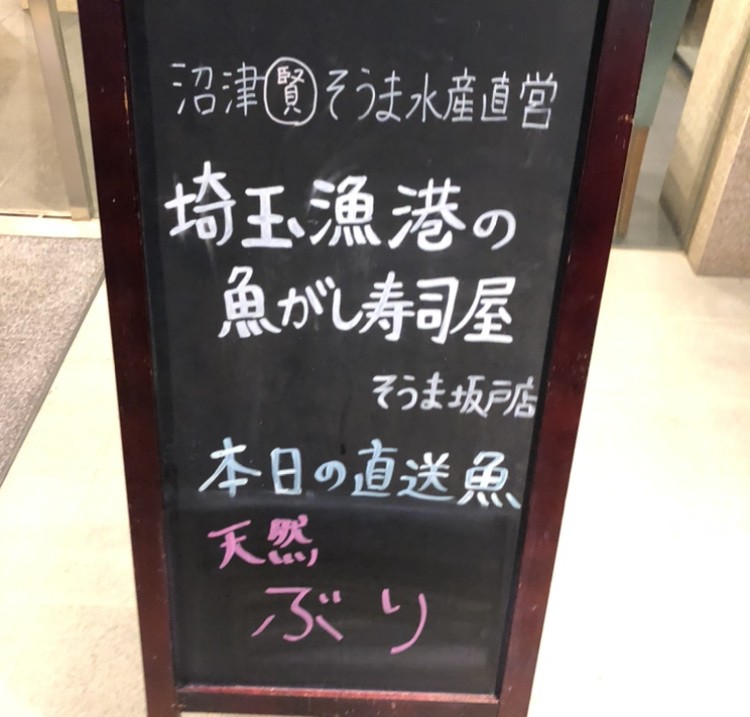 沼津㊮そうま水産直営
埼玉漁港の
魚がし寿司屋
そうま坂戸店
本日の直送魚
天然
ぶり